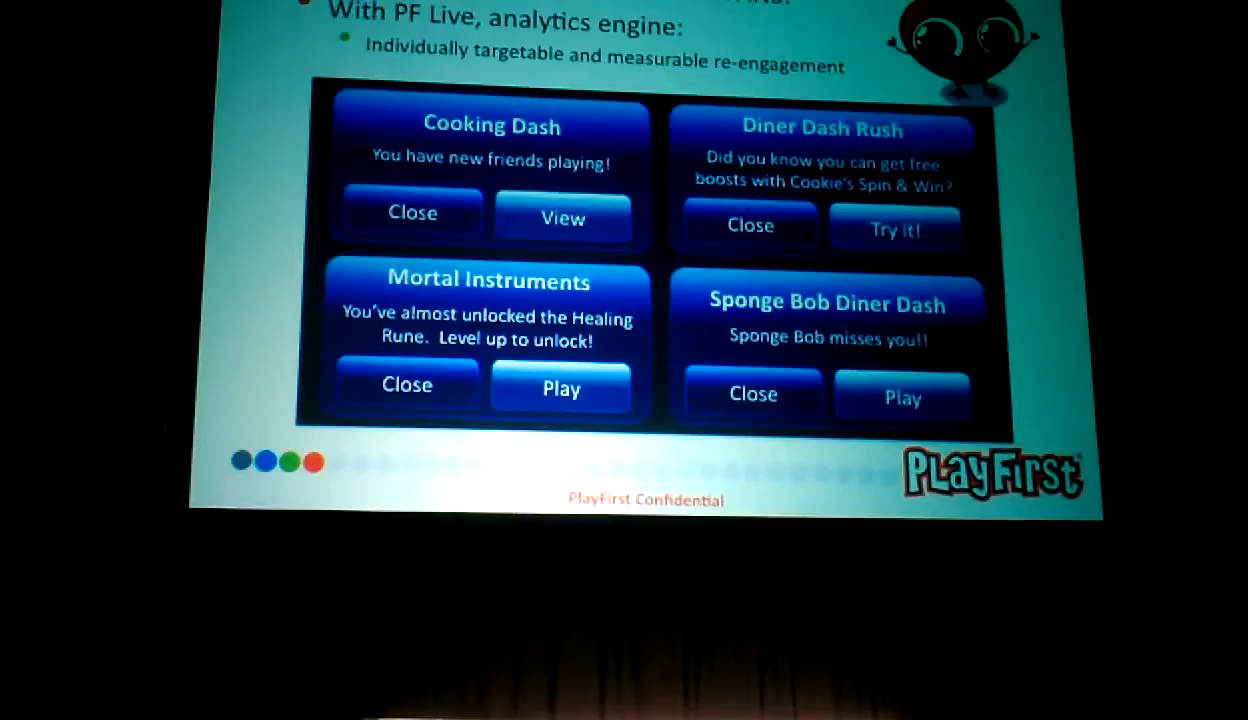 With PF Live, analytics engine:
Individually targetable and measurable re-engagement
Cooking Dash
You have new friends playing!
Close
View
Diner Dash Rush
Did you know you can get free
boosts with Cookie's Spin & Win?
Close
Try it!
Mortal Instruments
You've almost unlocked the Healing
Rune. Level up to unlock!
Close
Play
Sponge Bob Diner Dash
Sponge Bob misses you!!
Close
Play
PLayFirst
PlayFirst Confidential